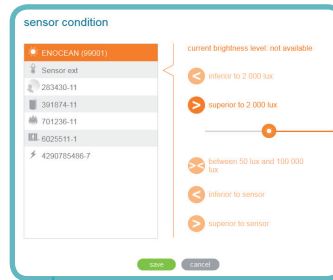 sensor condition
ENOCEAN (99001)
Sensor ext
283430-11
391874-11
701236-11
6025511-1
4290785486-7
current brightness level: not available
< inferior to 2 000 lux
> superior to 2 000 lux
>< between 50 lux and 100 000
lux
< inferior to sensor
> superior to sensor
save cancel